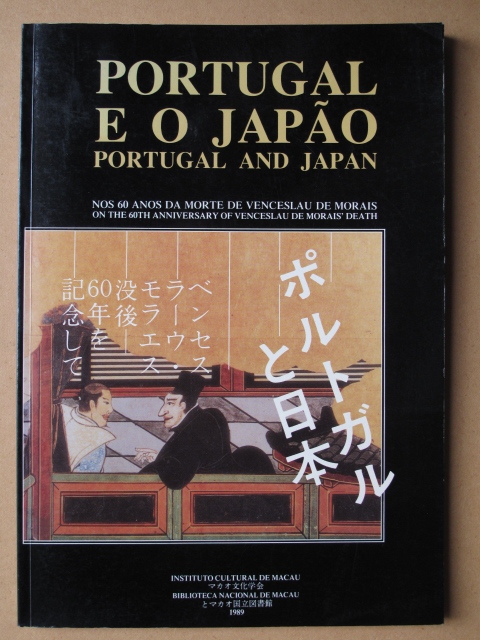 PORTUGAL
E O JAPÃO
PORTUGAL AND JAPAN
NOS 60 ANOS DA MORTE DE VENCESLAU DE MORAIS
ON THE 60TH ANNIVERSARY OF VENCESLAU DE MORAIS' DEATH
ポルトガル
と日本
ベンセス
ラーウ・
モラエス
没後
60年を
記念して
INSTITUTO CULTURAL DE MACAU
マカオ文化学会
BIBLIOTECA NACIONAL DE MACAU
とマカオ国立図書館
1989